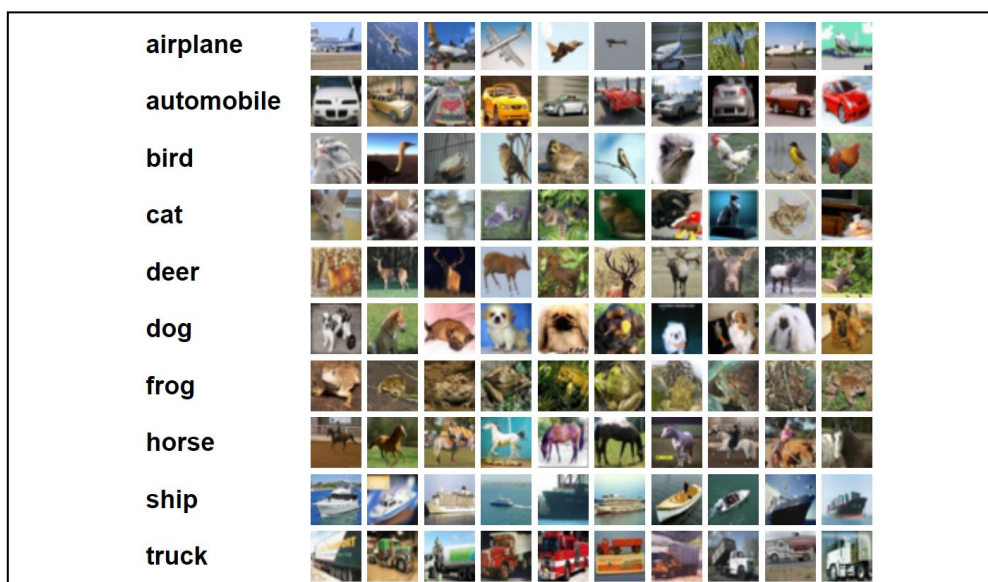 airplane
automobile
bird
cat
deer
dog
frog
horse
ship
truck